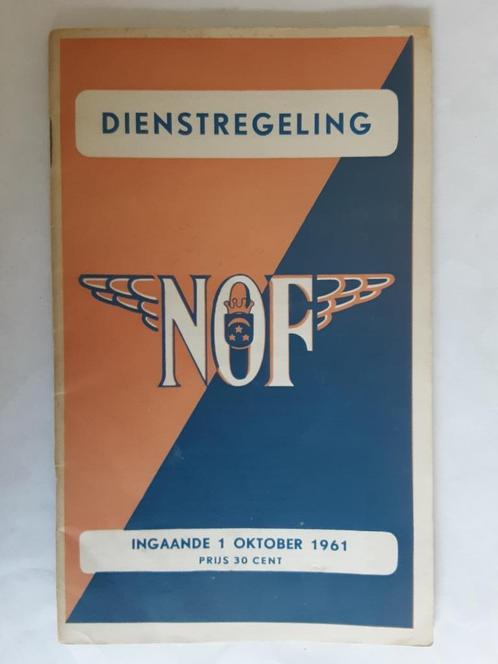 DIENSTREGELING
NOF
INGAANDE 1 OKTOBER 1961
PRIJS 30 CENT